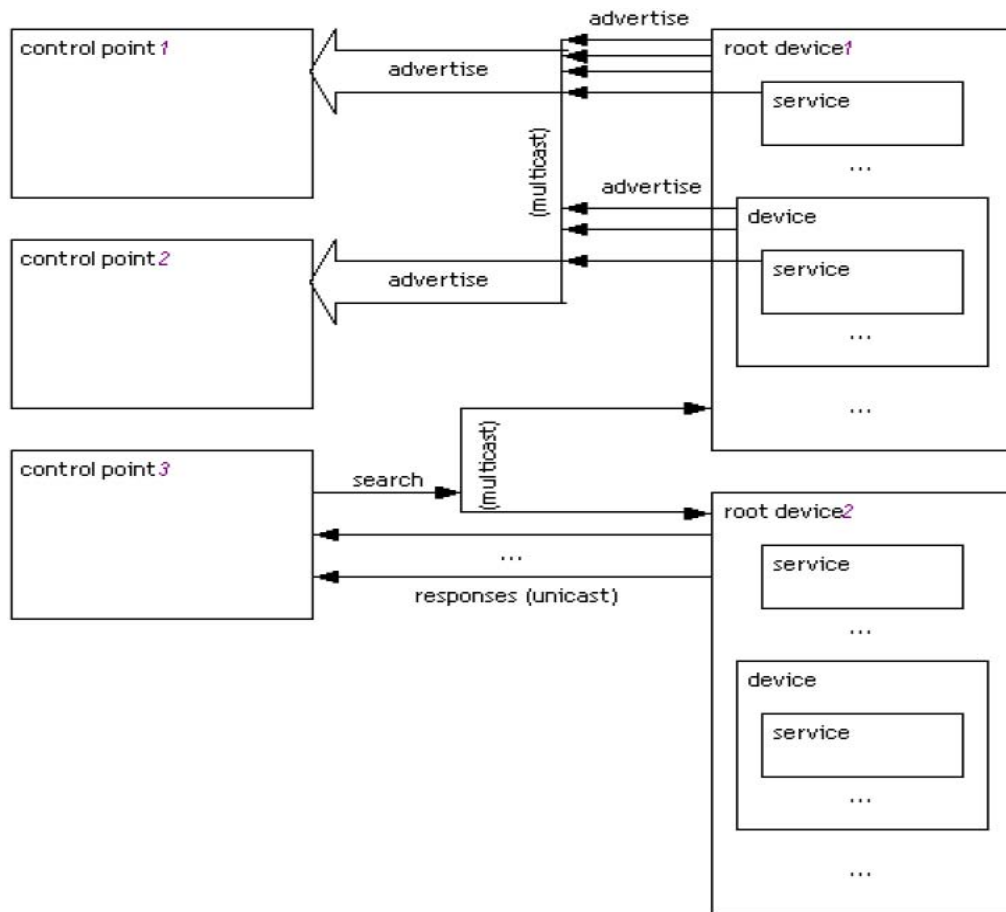 advertise
control point 1
advertise
root device 1
service
...
(multicast)
advertise
device
control point 2
advertise
service
...
...
control point 3
search
(multicast)
root device 2
...
responses (unicast)
service
...
device
service
...
...